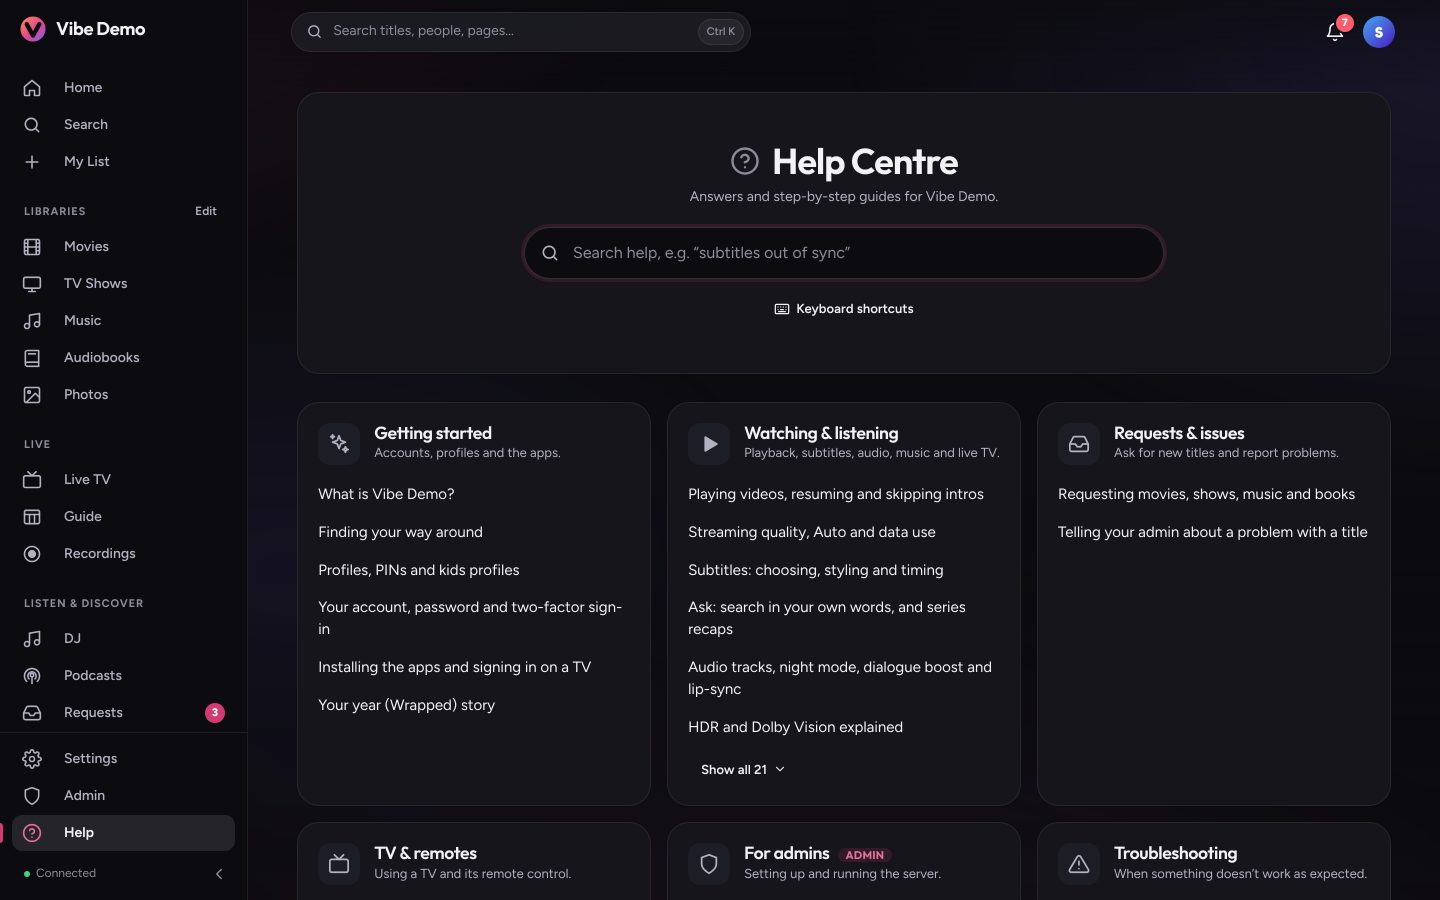 Vibe Demo
Search titles, people, pages...
Ctrl K
7
S
Home
Search
My List
LIBRARIES
Edit
Movies
TV Shows
Music
Audiobooks
Photos
LIVE
Live TV
Guide
Recordings
LISTEN & DISCOVER
DJ
Podcasts
Requests
3
Settings
Admin
Help
Connected
Help Centre
Answers and step-by-step guides for Vibe Demo.
Search help, e.g. “subtitles out of sync”
Keyboard shortcuts
Getting started
Accounts, profiles and the apps.
What is Vibe Demo?
Finding your way around
Profiles, PINs and kids profiles
Your account, password and two-factor sign-
in
Installing the apps and signing in on a TV
Your year (Wrapped) story
Watching & listening
Playback, subtitles, audio, music and live TV.
Playing videos, resuming and skipping intros
Streaming quality, Auto and data use
Subtitles: choosing, styling and timing
Ask: search in your own words, and series
recaps
Audio tracks, night mode, dialogue boost and
lip-sync
HDR and Dolby Vision explained
Show all 21
Requests & issues
Ask for new titles and report problems.
Requesting movies, shows, music and books
Telling your admin about a problem with a title
TV & remotes
Using a TV and its remote control.
For admins ADMIN
Setting up and running the server.
Troubleshooting
When something doesn’t work as expected.